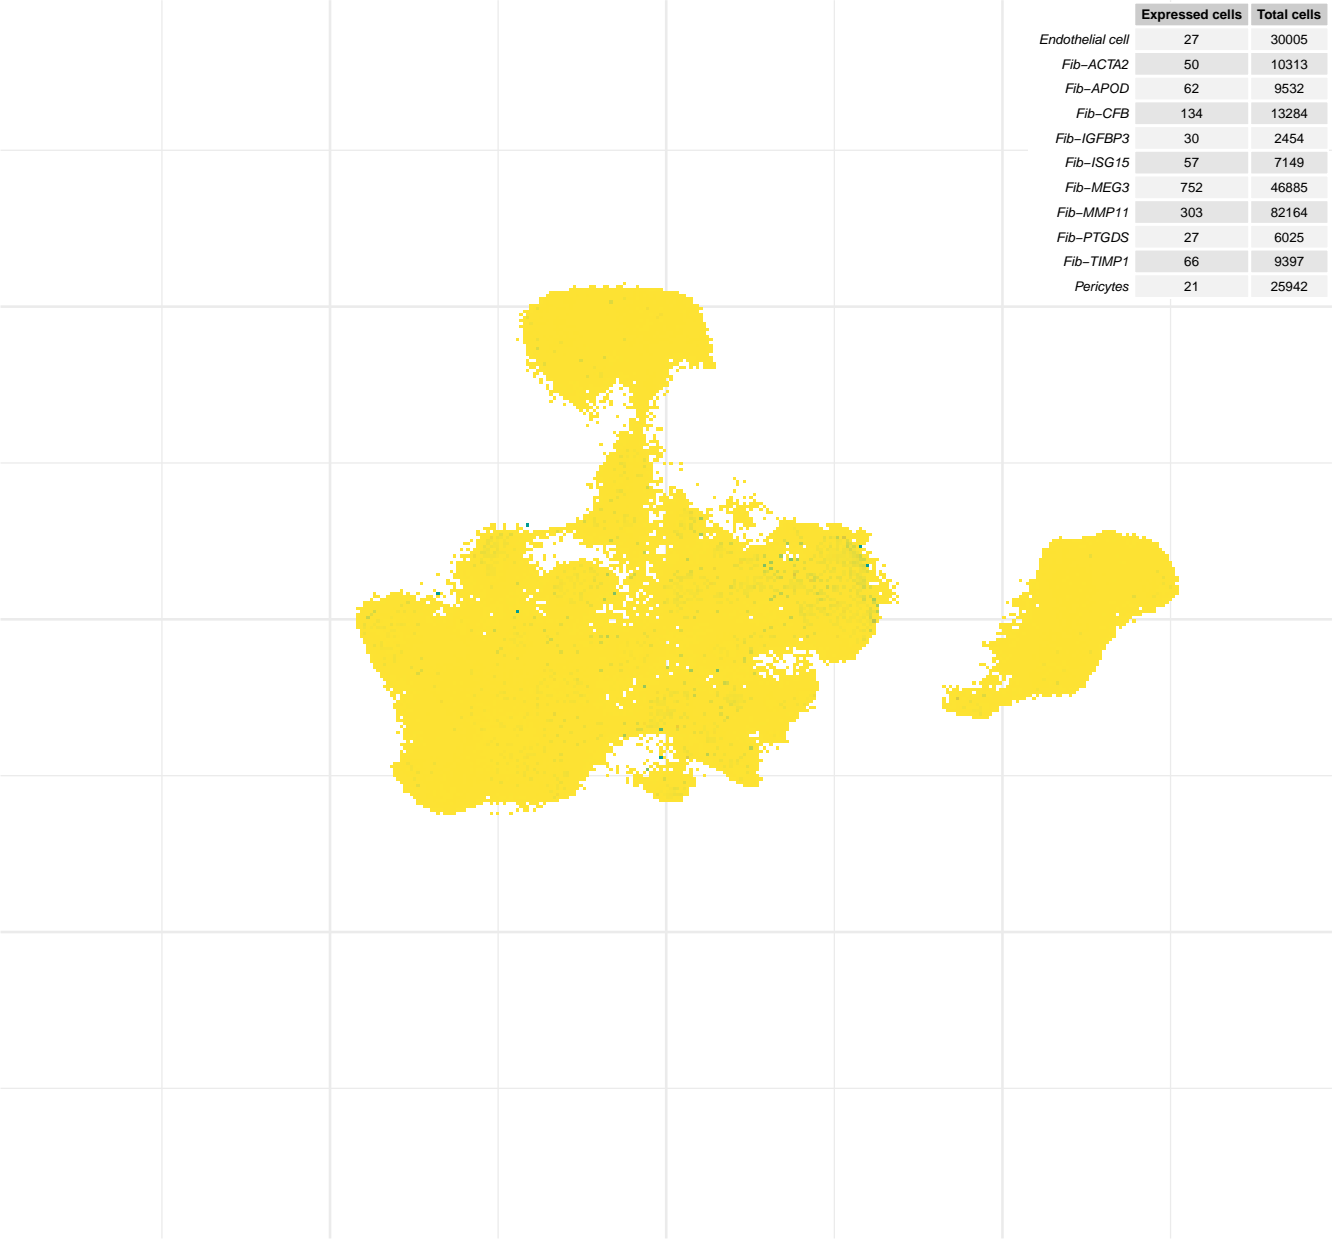 Expressed cells Total cells
Endothelial cell 27 30005
Fib−ACTA2 50 10313
Fib−APOD 62 9532
Fib−CFB 134 13284
Fib−IGFBP3 30 2454
Fib−ISG15 57 7149
Fib−MEG3 752 46885
Fib−MMP11 303 82164
Fib−PTGDS 27 6025
Fib−TIMP1 66 9397
Pericytes 21 25942